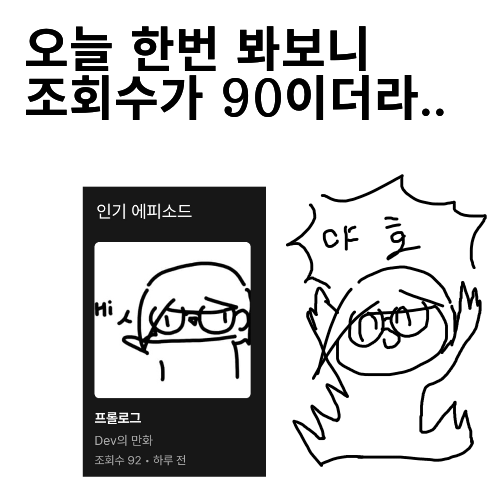 오늘 한번 봐보니
조회수가 90이더라..
야호
인기 에피소드
Hi
프롤로그
Dev의 만화
조회수 92 • 하루 전